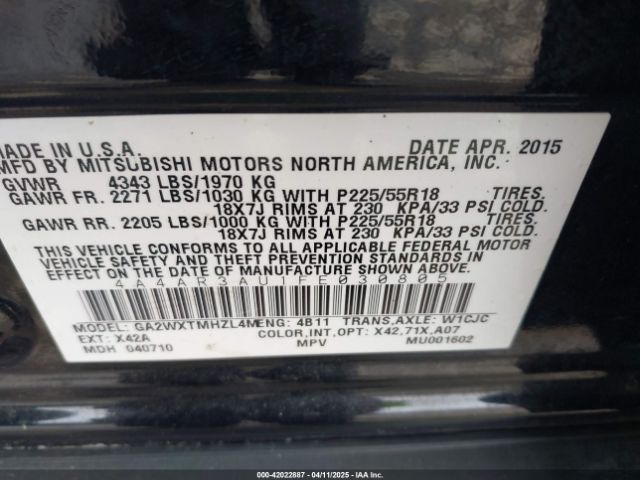 MADE IN U.S.A. DATE APR. 2015
MFD BY MITSUBISHI MOTORS NORTH AMERICA, INC.
GVWR 4343 LBS/1970 KG
GAWR FR. 2271 LBS/1030 KG WITH P225/55R18 TIRES.
18X7J RIMS AT 230 KPA/33 PSI COLD.
GAWR RR. 2205 LBS/1000 KG WITH P225/55R18 TIRES.
18X7J RIMS AT 230 KPA/33 PSI COLD.
THIS VEHICLE CONFORMS TO ALL APPLICABLE FEDERAL MOTOR
VEHICLE SAFETY AND THEFT PREVENTION STANDARDS IN
EFFECT ON THE DATE OF MANUFACTURE SHOWN ABOVE.
4A4AR3AU1FE030805
MODEL: GA2WXTMHZL4M ENG: 4B11 TRANS,AXLE: W1CJC
EXT: X42A COLOR,INT,OPT: X42,71X,A07
MDH 040710 MPV MU001602
000-42022887 - 04/11/2025 - IAAI.COM